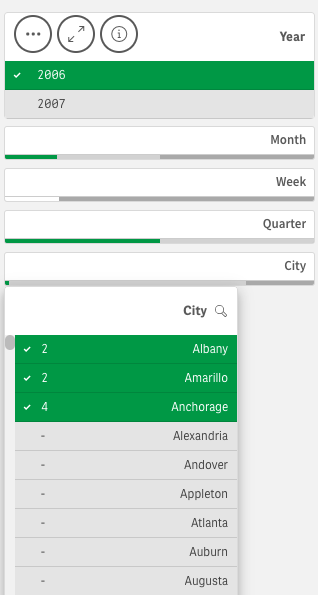 Year
2006
2007
Month
Week
Quarter
City
City
2 Albany
2 Amarillo
4 Anchorage
- Alexandria
- Andover
- Appleton
- Atlanta
- Auburn
- Augusta